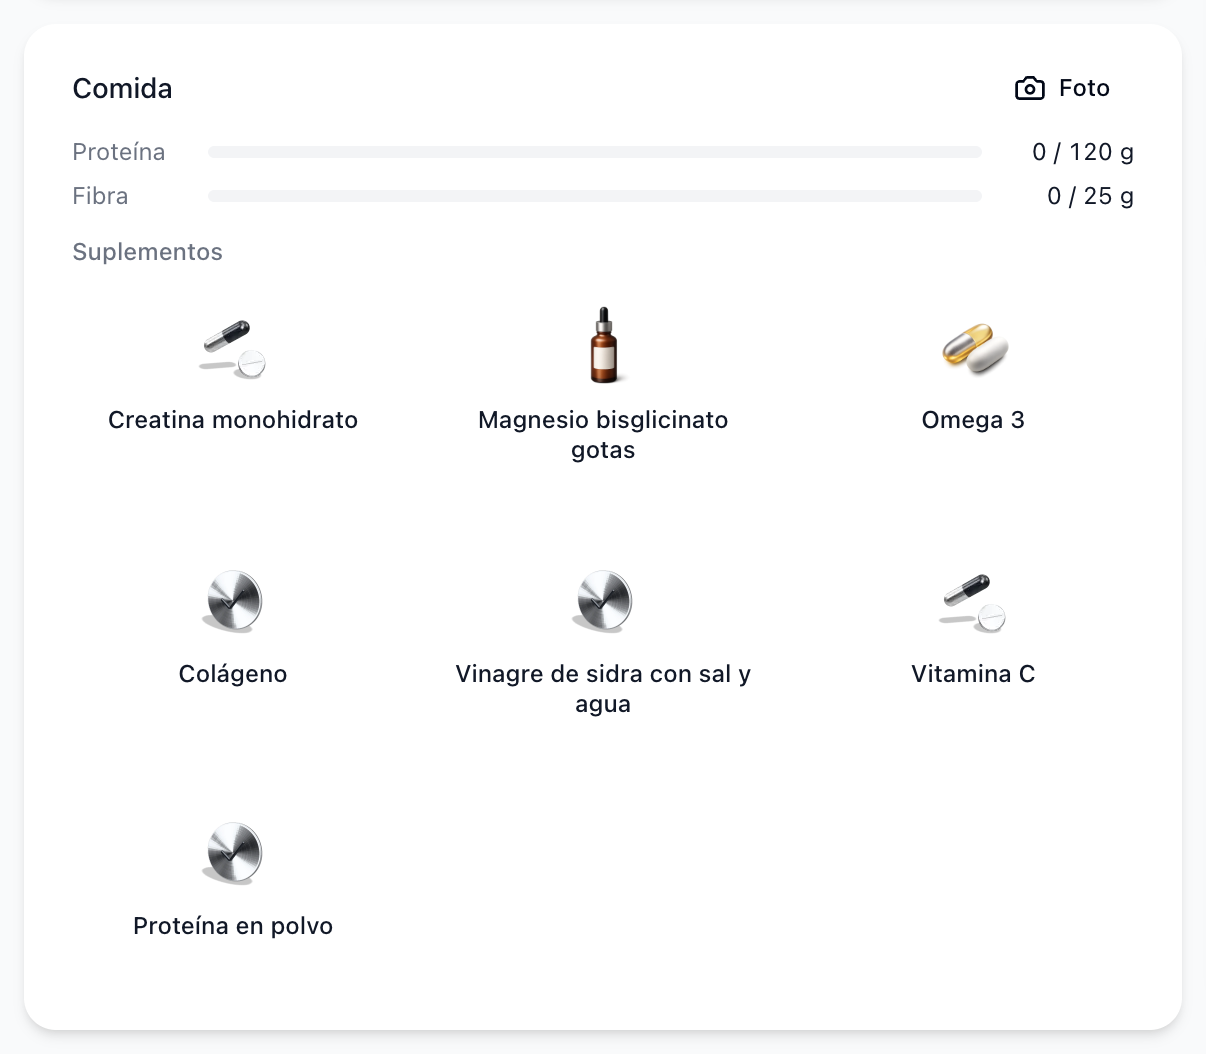 Comida
Foto
Proteína
0 / 120 g
Fibra
0 / 25 g
Suplementos
Creatina monohidrato
Magnesio bisglicinato
gotas
Omega 3
Colágeno
Vinagre de sidra con sal y
agua
Vitamina C
Proteína en polvo